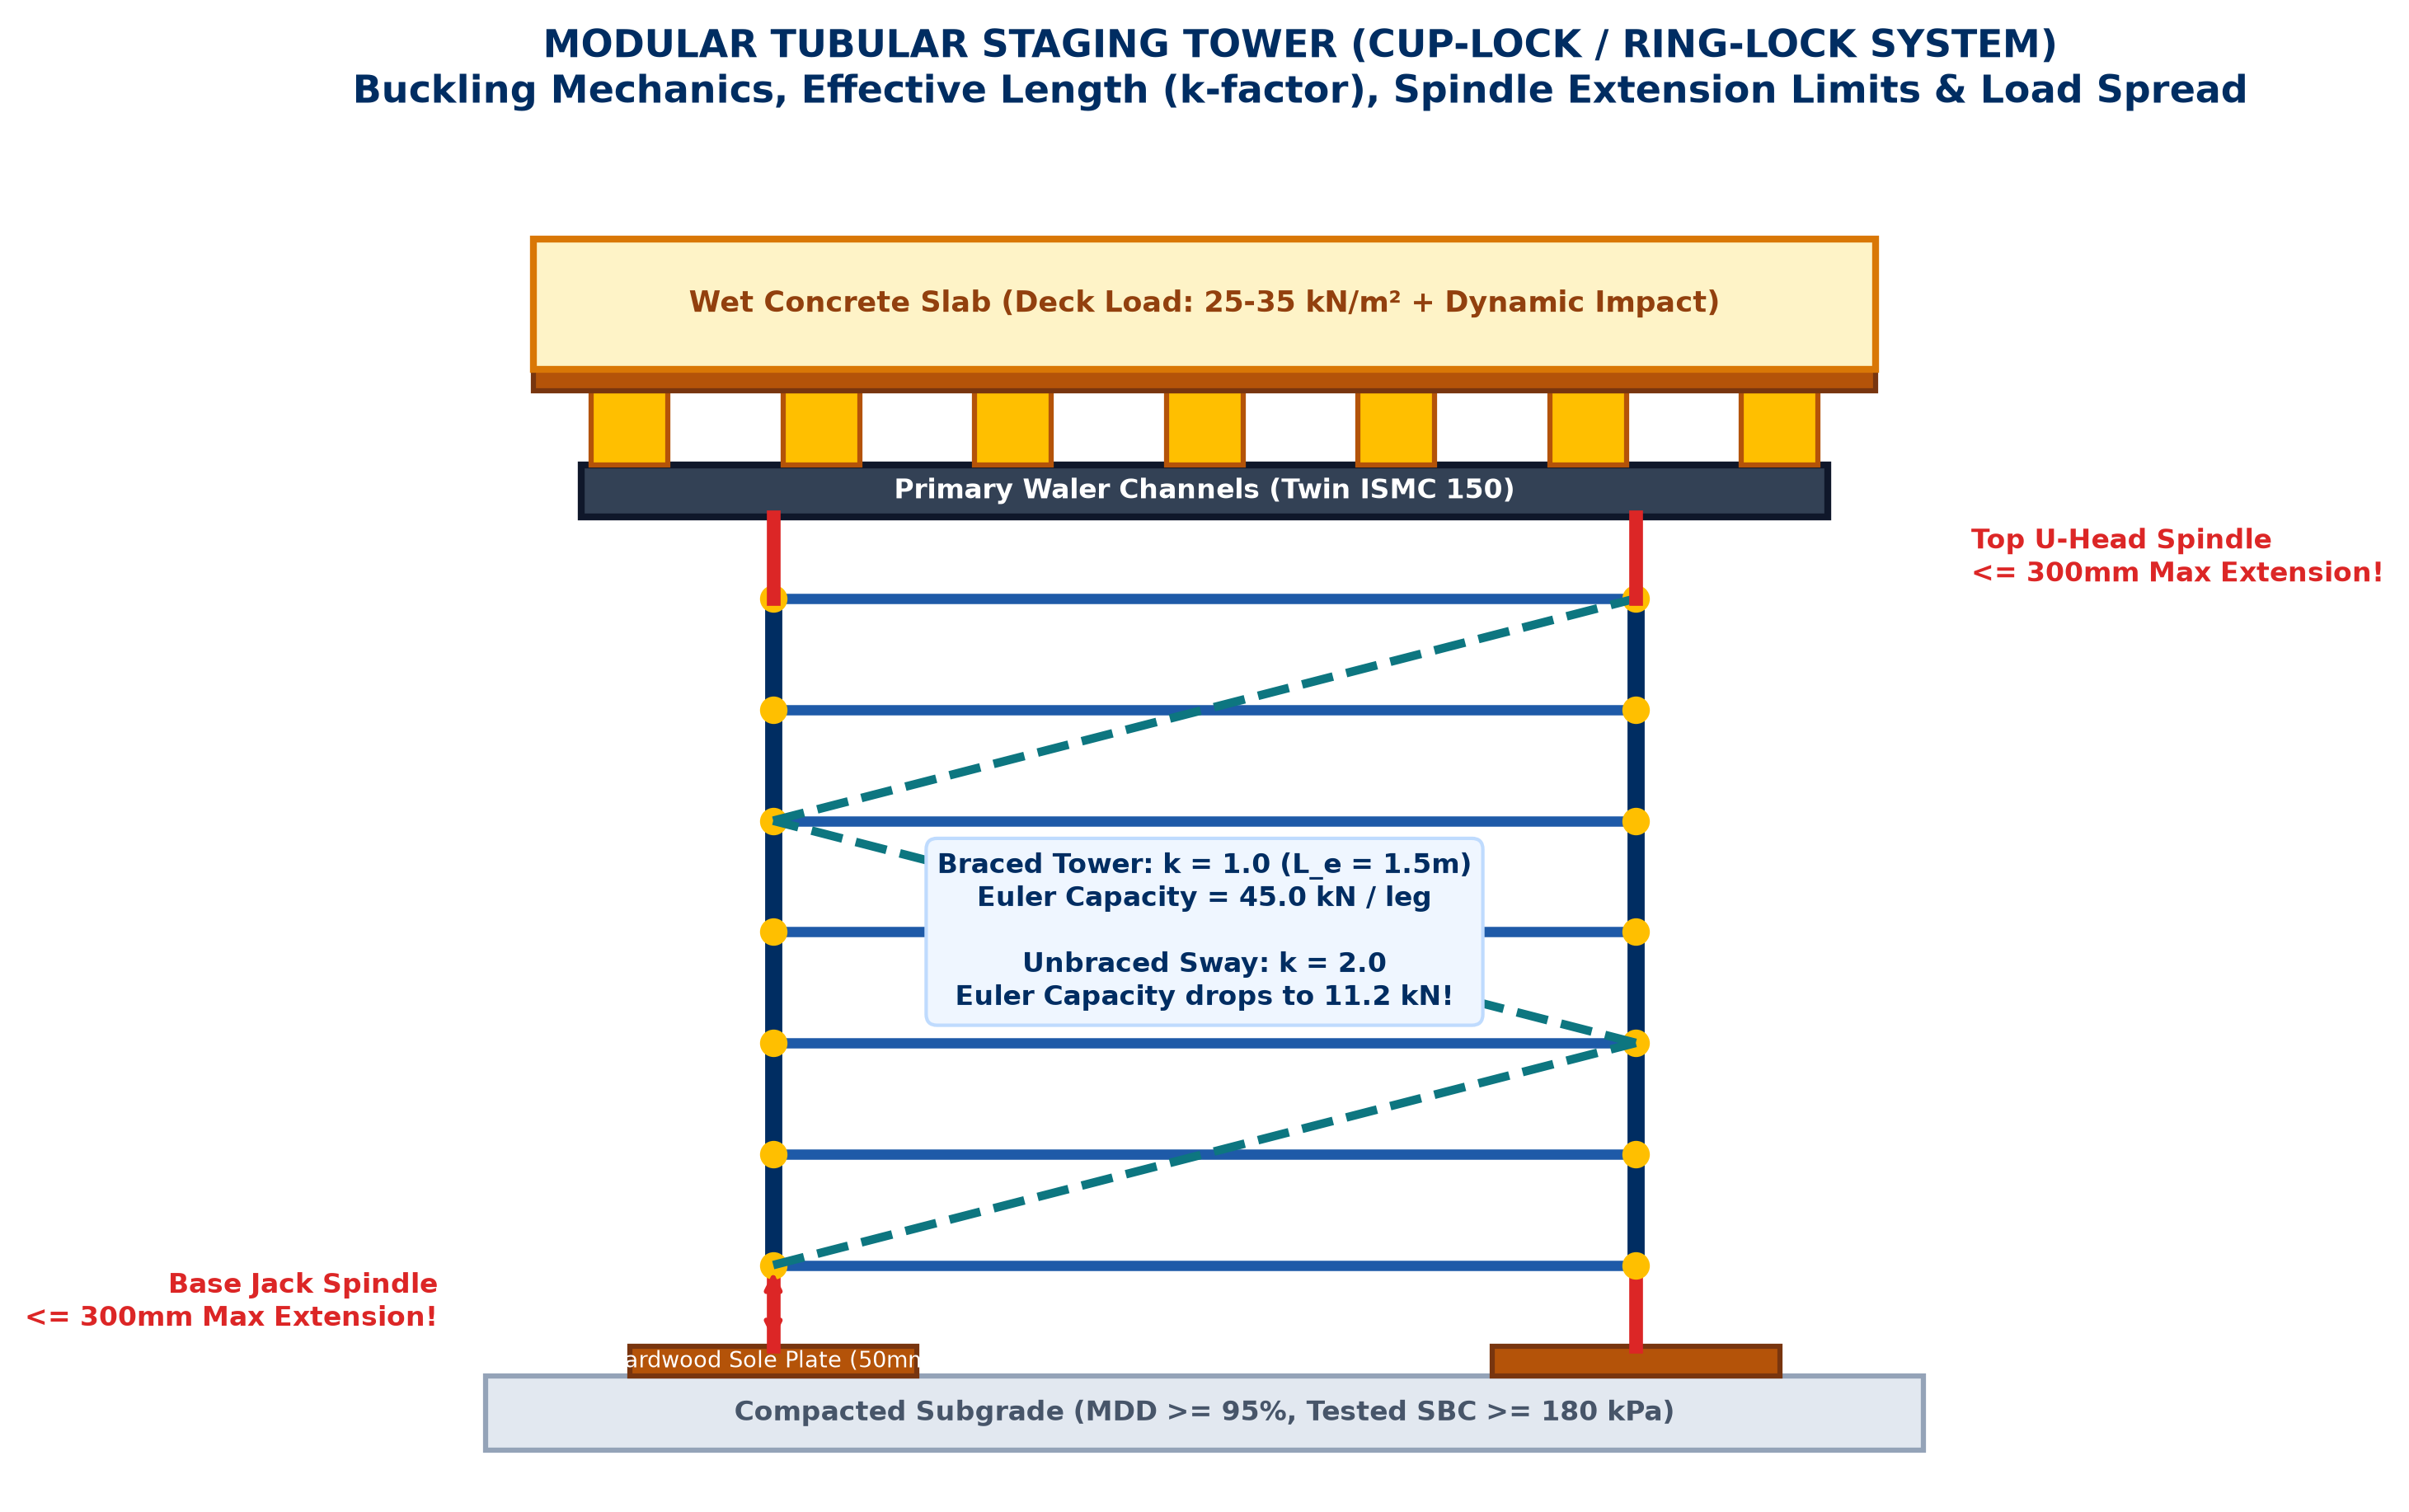 MODULAR TUBULAR STAGING TOWER (CUP-LOCK / RING-LOCK SYSTEM)
Buckling Mechanics, Effective Length (k-factor), Spindle Extension Limits & Load Spread
Wet Concrete Slab (Deck Load: 25-35 kN/m² + Dynamic Impact)
Primary Waler Channels (Twin ISMC 150)
Top U-Head Spindle
<= 300mm Max Extension!
Braced Tower: k = 1.0 (L_e = 1.5m)
Euler Capacity = 45.0 kN / leg
Unbraced Sway: k = 2.0
Euler Capacity drops to 11.2 kN!
Base Jack Spindle
<= 300mm Max Extension!
ardwood Sole Plate (50mm
Compacted Subgrade (MDD >= 95%, Tested SBC >= 180 kPa)